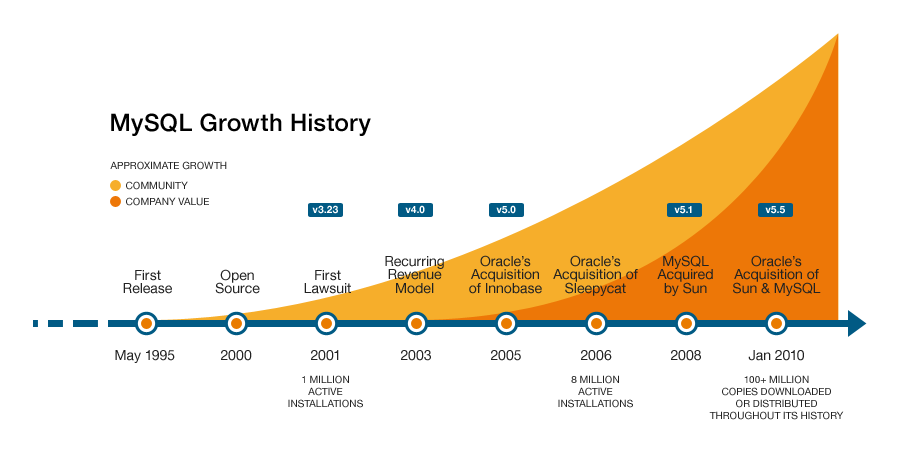 MySQL Growth History
APPROXIMATE GROWTH
COMMUNITY
COMPANY VALUE
v3.23
v4.0
v5.0
v5.1
v5.5
First
Release
Open
Source
First
Lawsuit
Recurring
Revenue
Model
Oracle's
Acquisition
of Innobase
Oracle's
Acquisition of
Sleepycat
MySQL
Acquired
by Sun
Oracle's
Acquisition of
Sun & MySQL
May 1995
2000
2001
2003
2005
2006
2008
Jan 2010
1 MILLION
ACTIVE
INSTALLATIONS
8 MILLION
ACTIVE
INSTALLATIONS
100+ MILLION
COPIES DOWNLOADED
OR DISTRIBUTED
THROUGHOUT ITS HISTORY